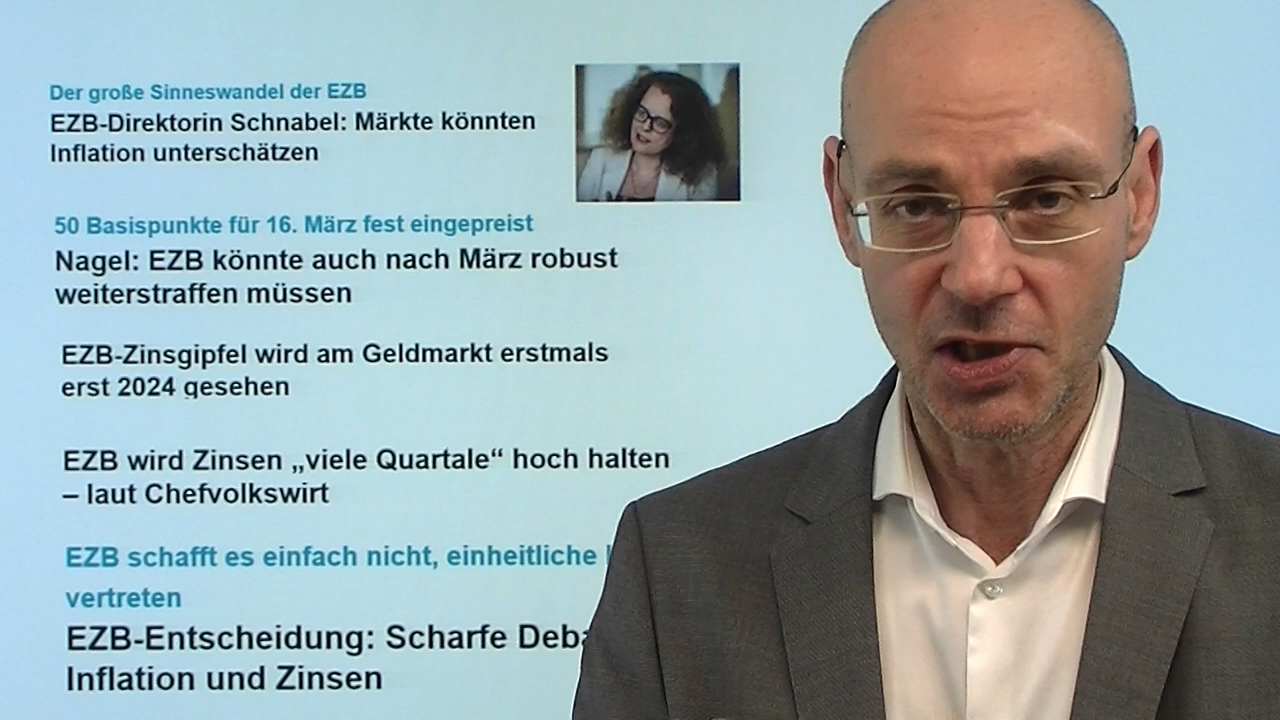 Der große Sinneswandel der EZB
EZB-Direktorin Schnabel: Märkte könnten
Inflation unterschätzen
50 Basispunkte für 16. März fest eingepreist
Nagel: EZB könnte auch nach März robust
weiterstraffen müssen
EZB-Zinsgipfel wird am Geldmarkt erstmals
erst 2024 gesehen
EZB wird Zinsen „viele Quartale“ hoch halten
– laut Chefvolkswirt
EZB schafft es einfach nicht, einheitliche
vertreten
EZB-Entscheidung: Scharfe
Inflation und Zinsen